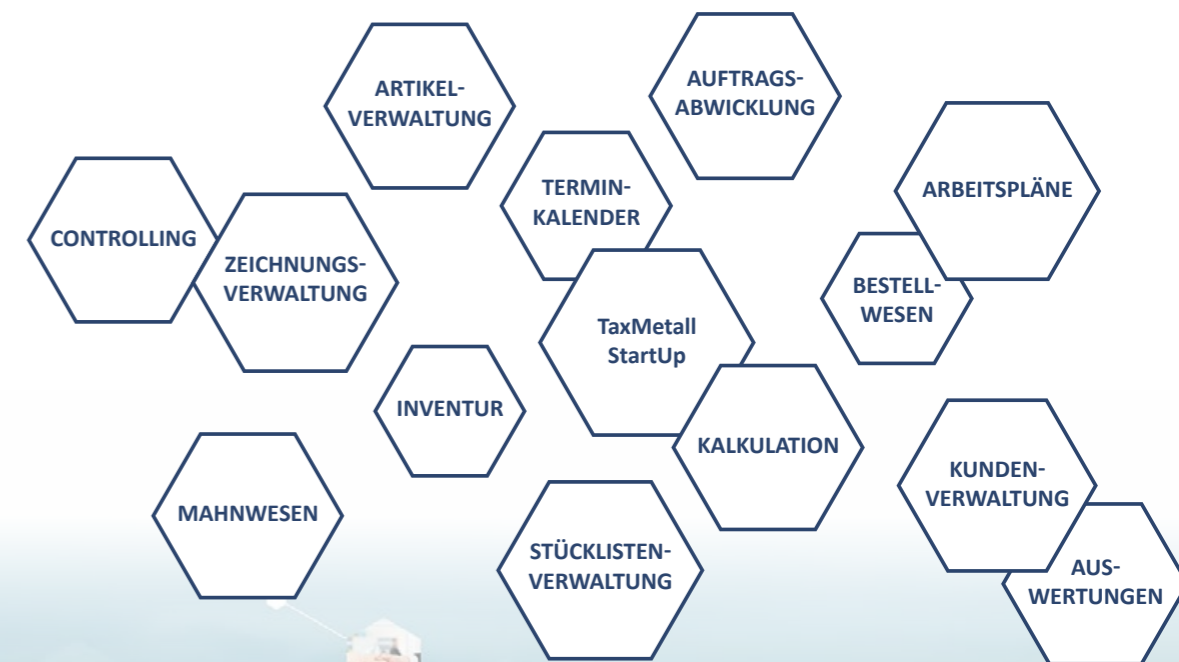 ARTIKEL-
VERWALTUNG
AUFTRAGS-
ABWICKLUNG
TERMIN-
KALENDER
ARBEITSPLÄNE
CONTROLLING
ZEICHNUNGS-
VERWALTUNG
BESTELL-
WESEN
TaxMetall
StartUp
INVENTUR
KALKULATION
KUNDEN-
VERWALTUNG
MAHNWESEN
STÜCKLISTEN-
VERWALTUNG
AUS-
WERTUNGEN